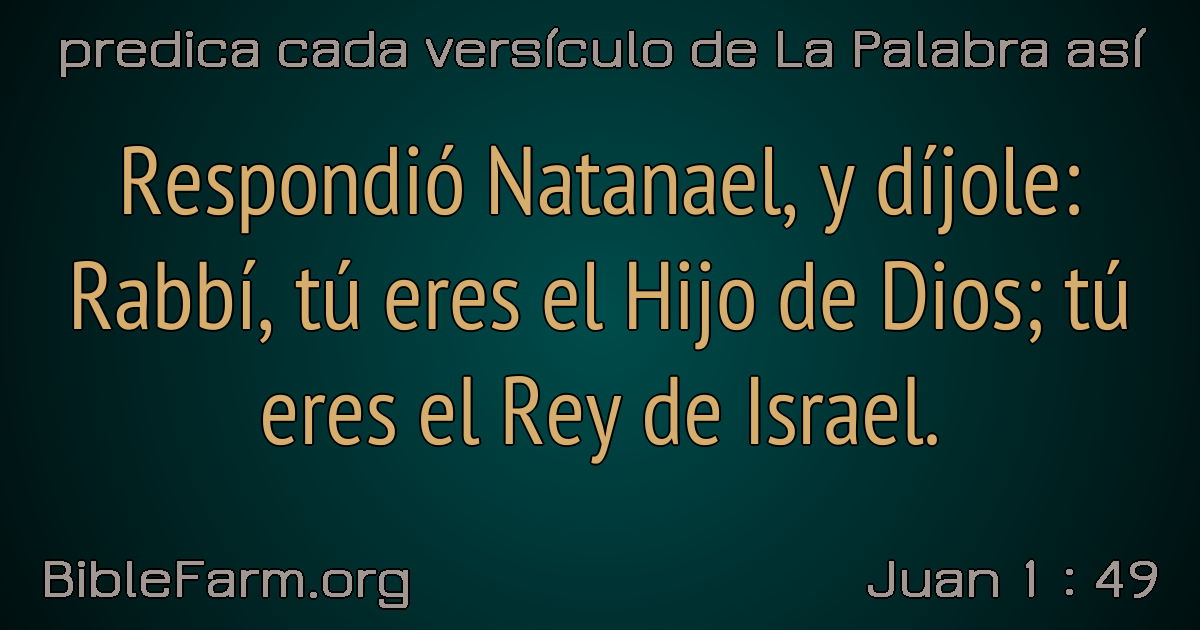 predica cada versículo de La Palabra así
Respondió Natanael, y díjole:
Rabbí, tú eres el Hijo de Dios; tú
eres el Rey de Israel.
BibleFarm.org
Juan 1 : 49